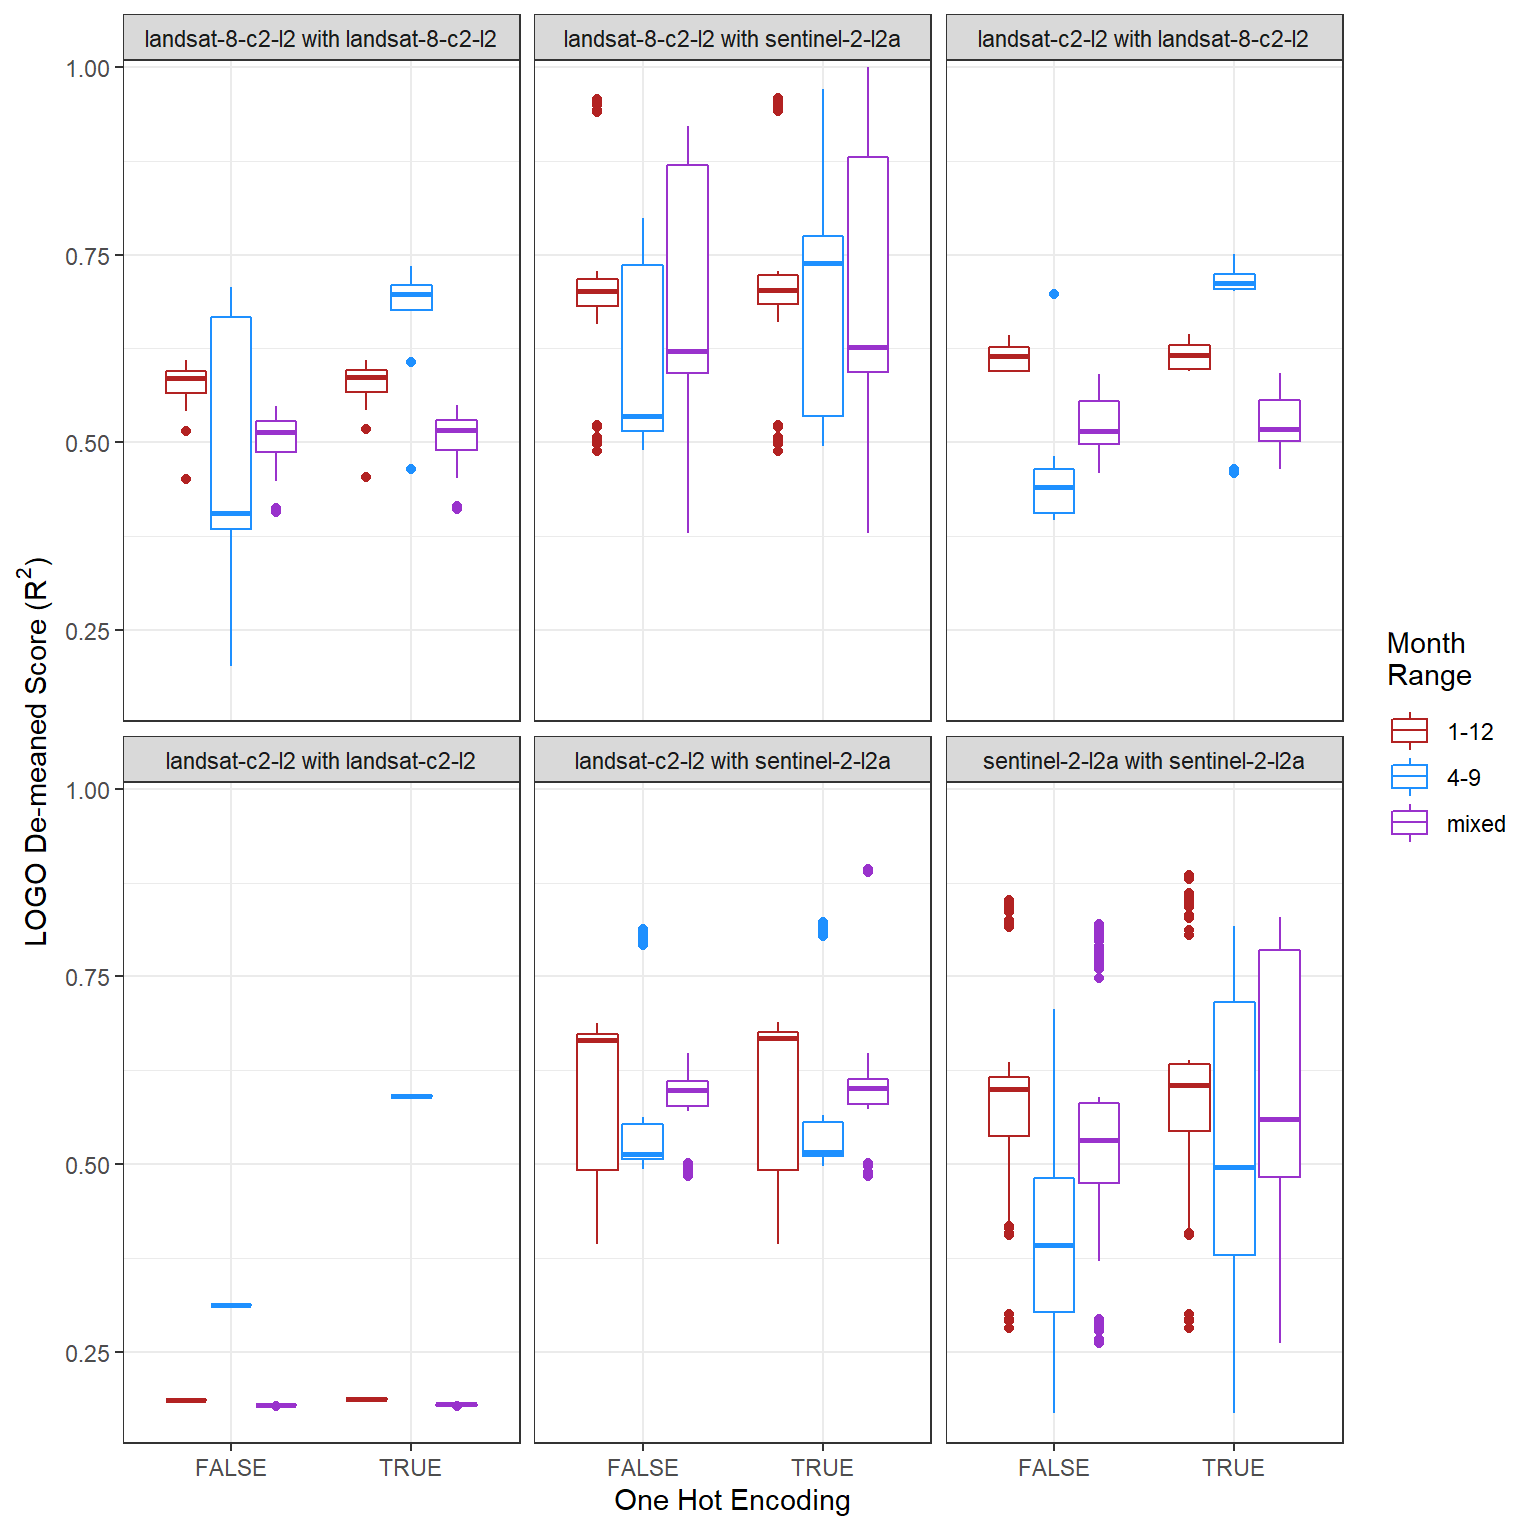 landsat-8-c2-l2 with landsat-8-c2-l2
landsat-8-c2-l2 with sentinel-2-l2a
landsat-c2-l2 with landsat-8-c2-l2
1.00
0.75
0.50
0.25
landsat-c2-l2 with landsat-c2-l2
landsat-c2-l2 with sentinel-2-l2a
sentinel-2-l2a with sentinel-2-l2a
1.00
0.75
0.50
0.25
FALSE
TRUE
FALSE
TRUE
FALSE
TRUE
One Hot Encoding
LOGO De-meaned Score (R²)
Month
Range
1-12
4-9
mixed